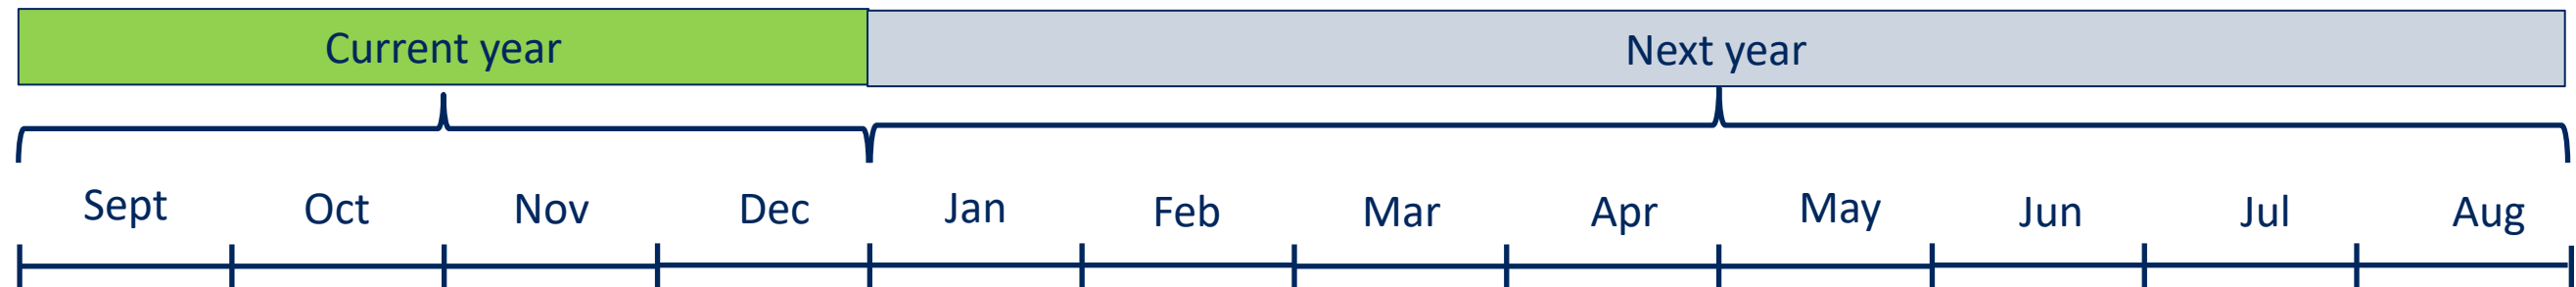 Current year Next year
Sept Oct Nov Dec Jan Feb Mar Apr May Jun Jul Aug